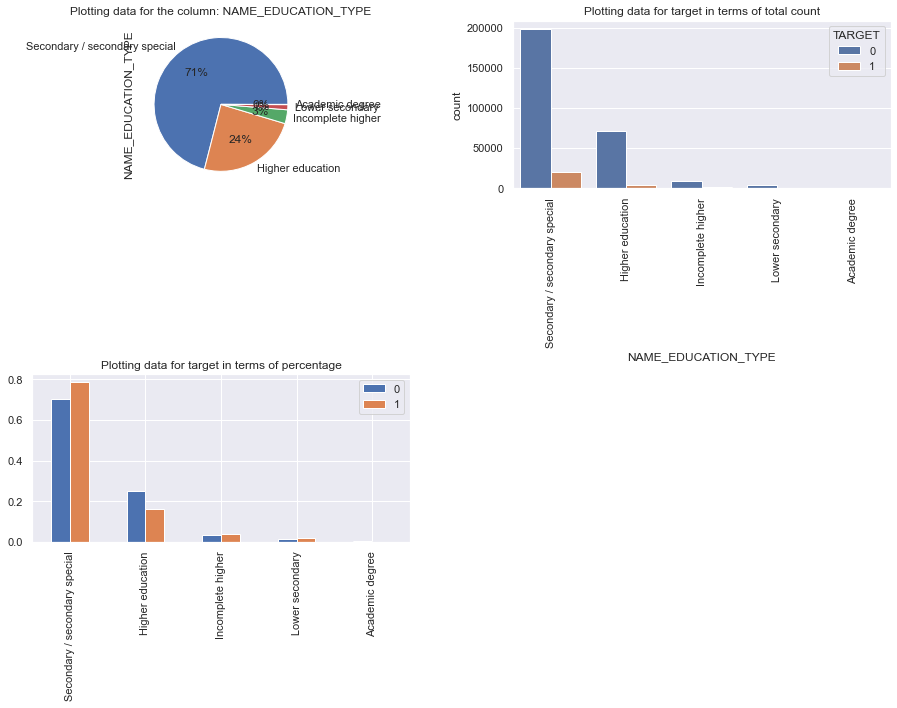 Plotting data for the column: NAME_EDUCATION_TYPE
NAME_EDUCATION_TYPE
Secondary / secondary special
71%
24%
3%
0%
Academic degree
Lower secondary
Incomplete higher
Higher education
Plotting data for target in terms of total count
TARGET
0
1
count
200000
150000
100000
50000
0
Secondary / secondary special
Higher education
Incomplete higher
Lower secondary
Academic degree
NAME_EDUCATION_TYPE
Plotting data for target in terms of percentage
0
1
0.8
0.6
0.4
0.2
0.0
Secondary / secondary special
Higher education
Incomplete higher
Lower secondary
Academic degree